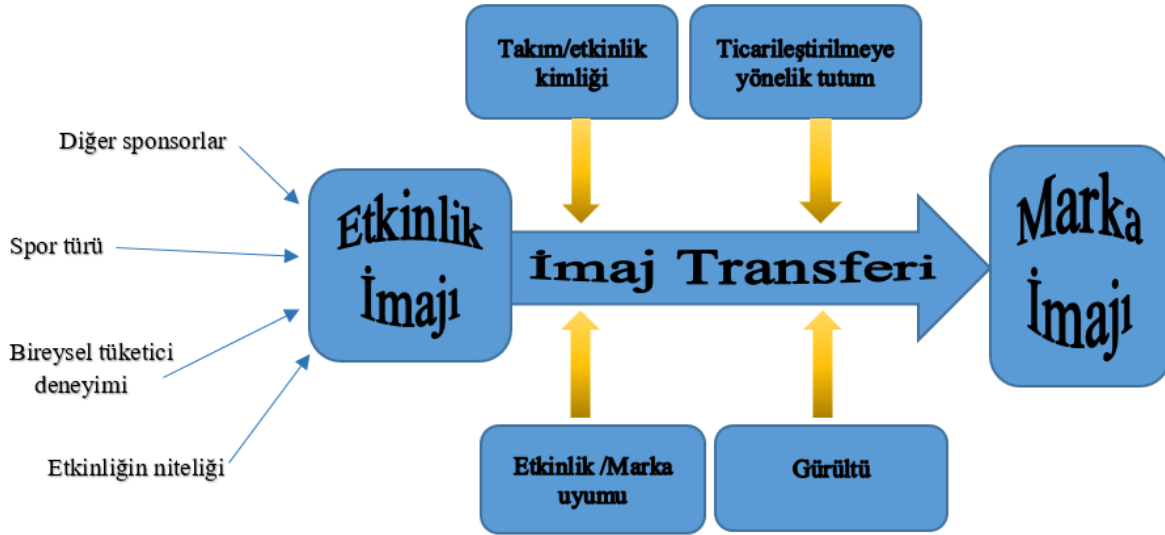 Takım/etkinlik
kimliği
Ticarileştirilmeye
yönelik tutum
Diğer sponsorlar
Spor türü
Bireysel tüketici
deneyimi
Etkinliğin niteliği
Etkinlik
İmajı
İmaj Transferi
Marka
İmajı
Etkinlik /Marka
uyumu
Gürültü